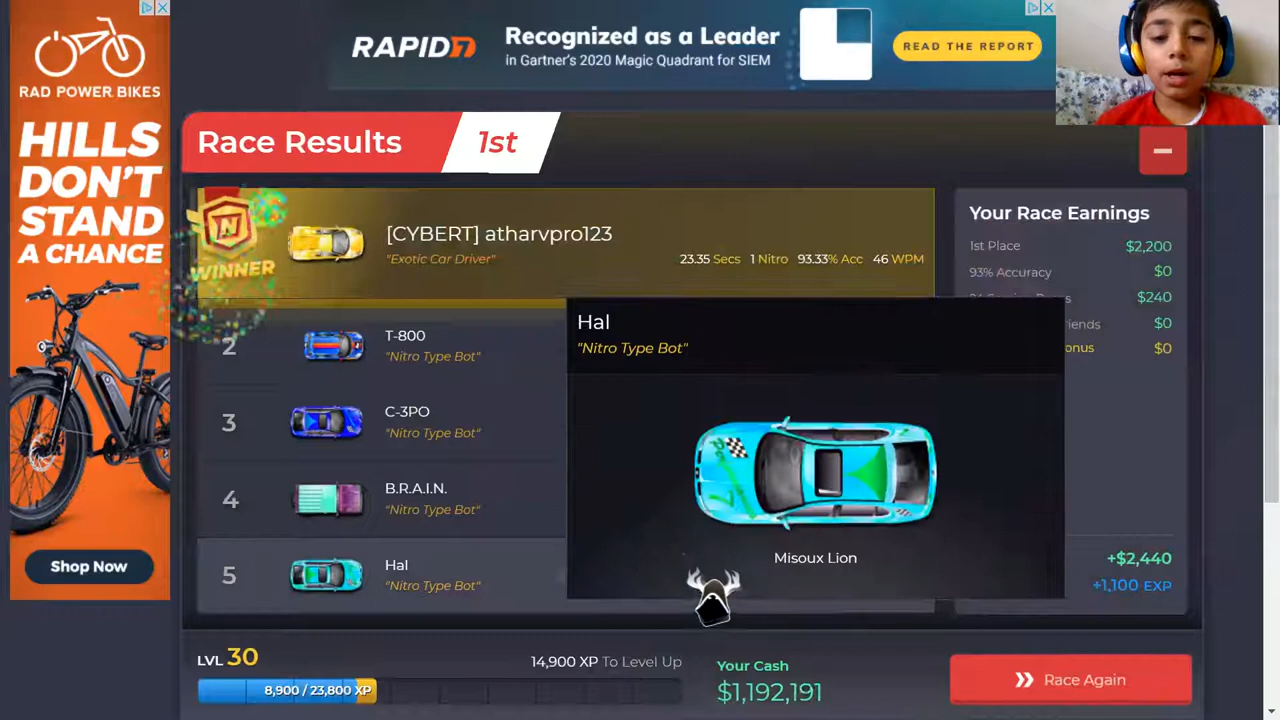 RAD POWER BIKES
HILLS
DON'T
STAND
A CHANCE
Shop Now
RAPID7
Recognized as a Leader
in Gartner's 2020 Magic Quadrant for SIEM
READ THE REPORT
Race Results
1st
WINNER
[CYBERT] atharvpro123
"Exotic Car Driver"
23.35 Secs 1 Nitro 93.33% Acc 46 WPM
2
T-800
"Nitro Type Bot"
3
C-3PO
"Nitro Type Bot"
4
B.R.A.I.N.
"Nitro Type Bot"
5
Hal
"Nitro Type Bot"
Hal
"Nitro Type Bot"
Misoux Lion
Your Race Earnings
1st Place $2,200
93% Accuracy $0
$240
$0
$0
+$2,440
+1,100 EXP
LVL 30
14,900 XP To Level Up
8,900 / 23,800 XP
Your Cash
$1,192,191
Race Again